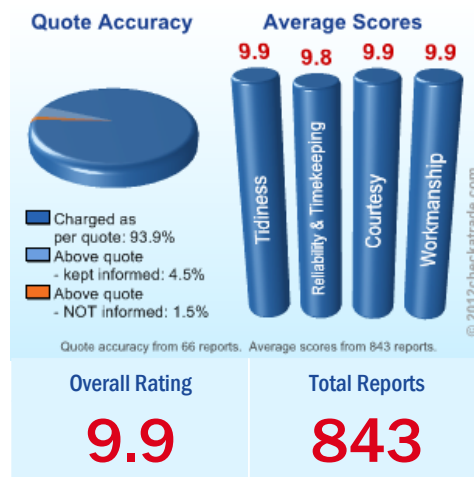 Quote Accuracy
Charged as
per quote: 93.9%
Above quote
- kept informed: 4.5%
Above quote
- NOT informed: 1.5%
Average Scores
9.9 9.8 9.9 9.9
Tidiness
Reliability & Timekeeping
Courtesy
Workmanship
© 2012checkatrade.com
Quote accuracy from 66 reports. Average scores from 843 reports.
Overall Rating
9.9
Total Reports
843